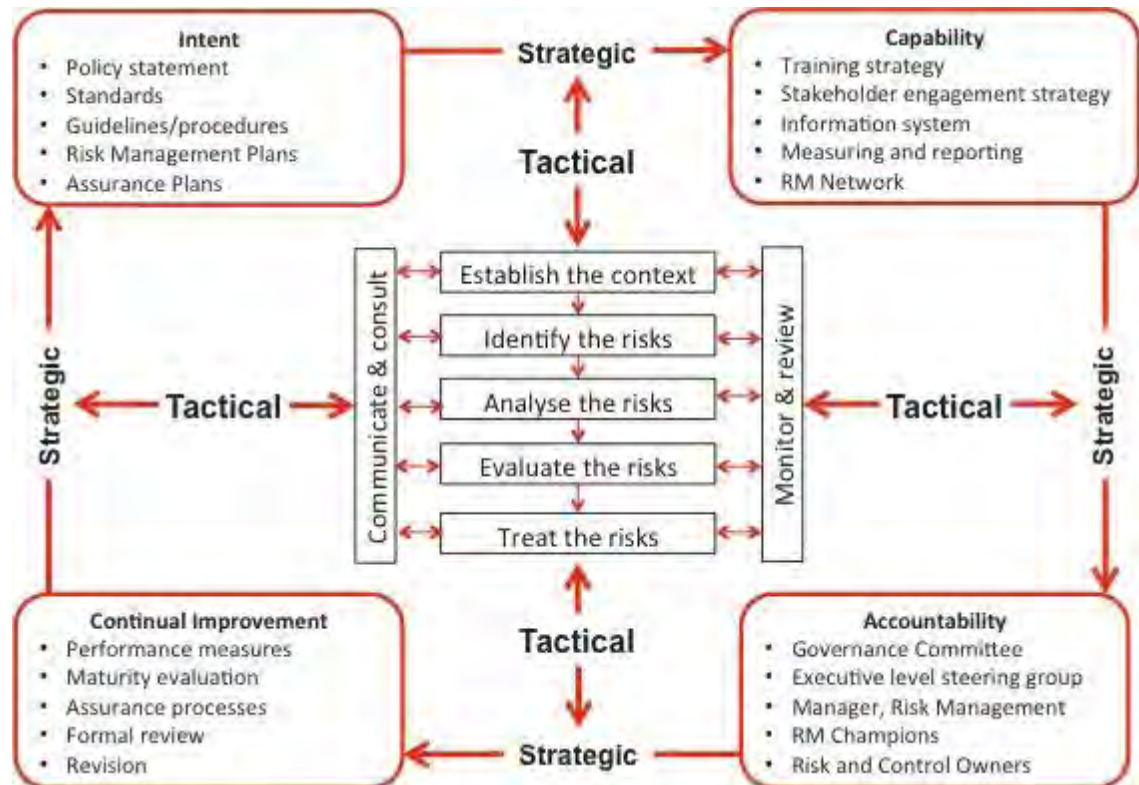 Intent
• Policy statement
• Standards
• Guidelines/procedures
• Risk Management Plans
• Assurance Plans
Strategic
Capability
• Training strategy
• Stakeholder engagement strategy
• Information system
• Measuring and reporting
• RM Network
Tactical
Strategic
Tactical
Communicate & consult
Establish the context
Identify the risks
Analyse the risks
Evaluate the risks
Treat the risks
Monitor & review
Tactical
Strategic
Continual Improvement
• Performance measures
• Maturity evaluation
• Assurance processes
• Formal review
• Revision
Tactical
Strategic
Accountability
• Governance Committee
• Executive level steering group
• Manager, Risk Management
• RM Champions
• Risk and Control Owners